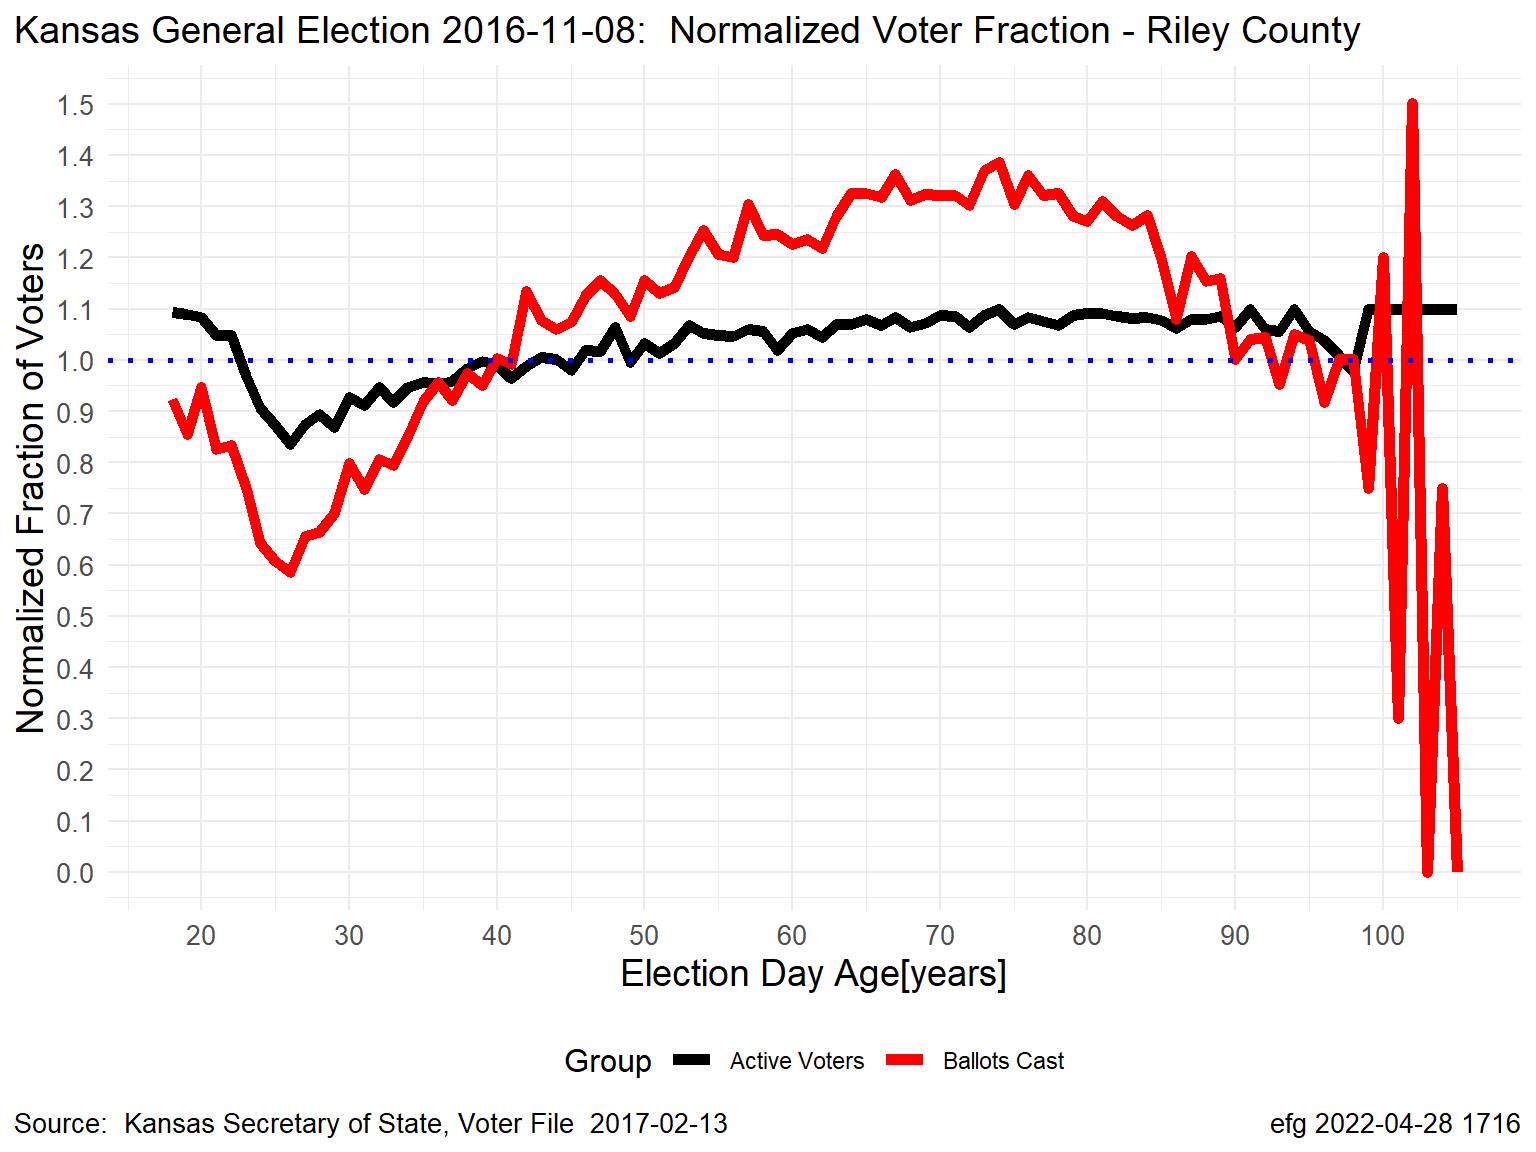 Kansas General Election 2016-11-08:  Normalized Voter Fraction - Riley County
Normalized Fraction of Voters
1.5
1.4
1.3
1.2
1.1
1.0
0.9
0.8
0.7
0.6
0.5
0.4
0.3
0.2
0.1
0.0
20 30 40 50 60 70 80 90 100
Election Day Age[years]
Group Active Voters Ballots Cast
Source:  Kansas Secretary of State, Voter File  2017-02-13 efg 2022-04-28 1716